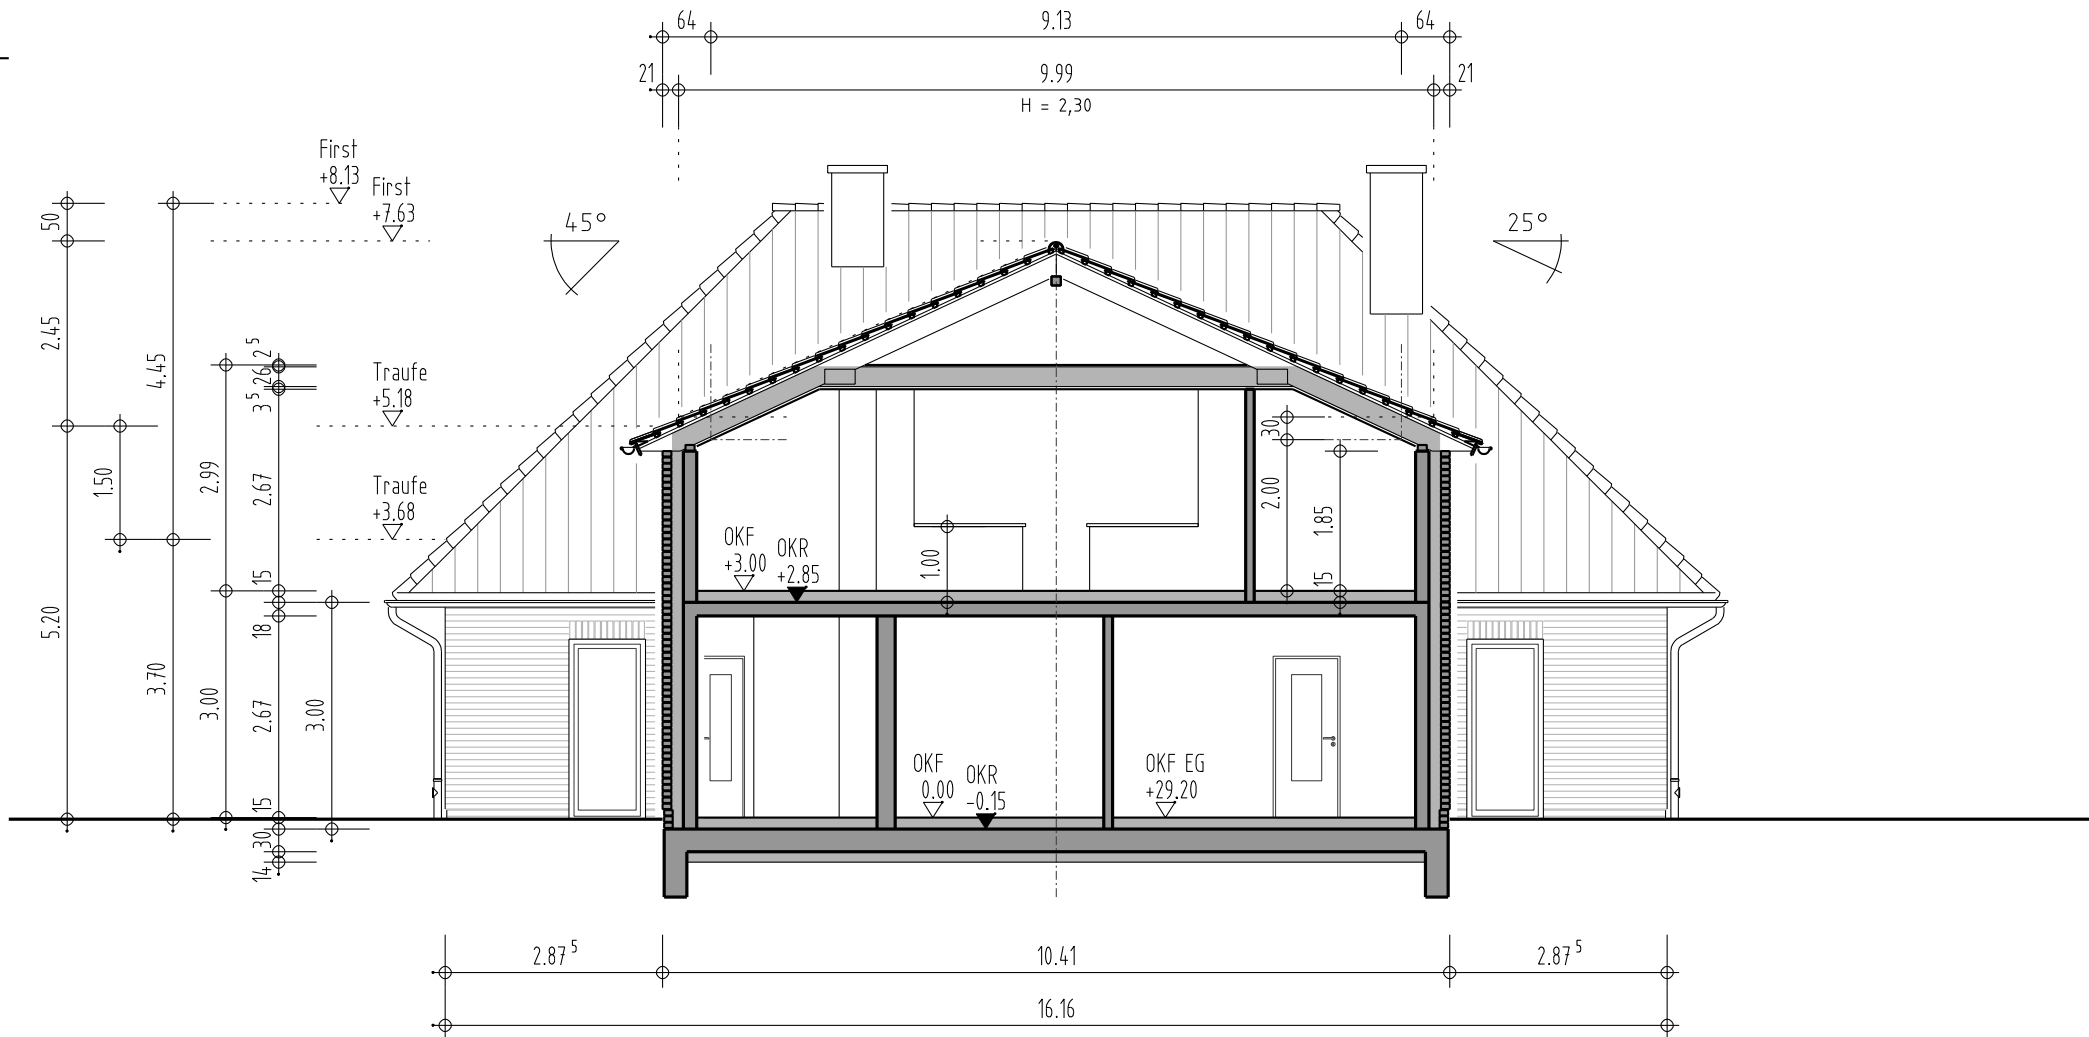 64 9.13 64
21 9.99 21
H = 2,30
First
+8.13
First
+7.63
45°
25°
50
2.45
4.45
2⁵
26
3⁵
Traufe
+5.18
1.50
2.99
2.67
Traufe
+3.68
30
2.00
1.85
15
OKF
+3.00
OKR
+2.85
1.00
15
5.20
3.70
18
3.00
2.67
3.00
15
30
14
OKF
0.00
OKR
-0.15
OKF EG
+29.20
2.87⁵ 10.41 2.87⁵
16.16